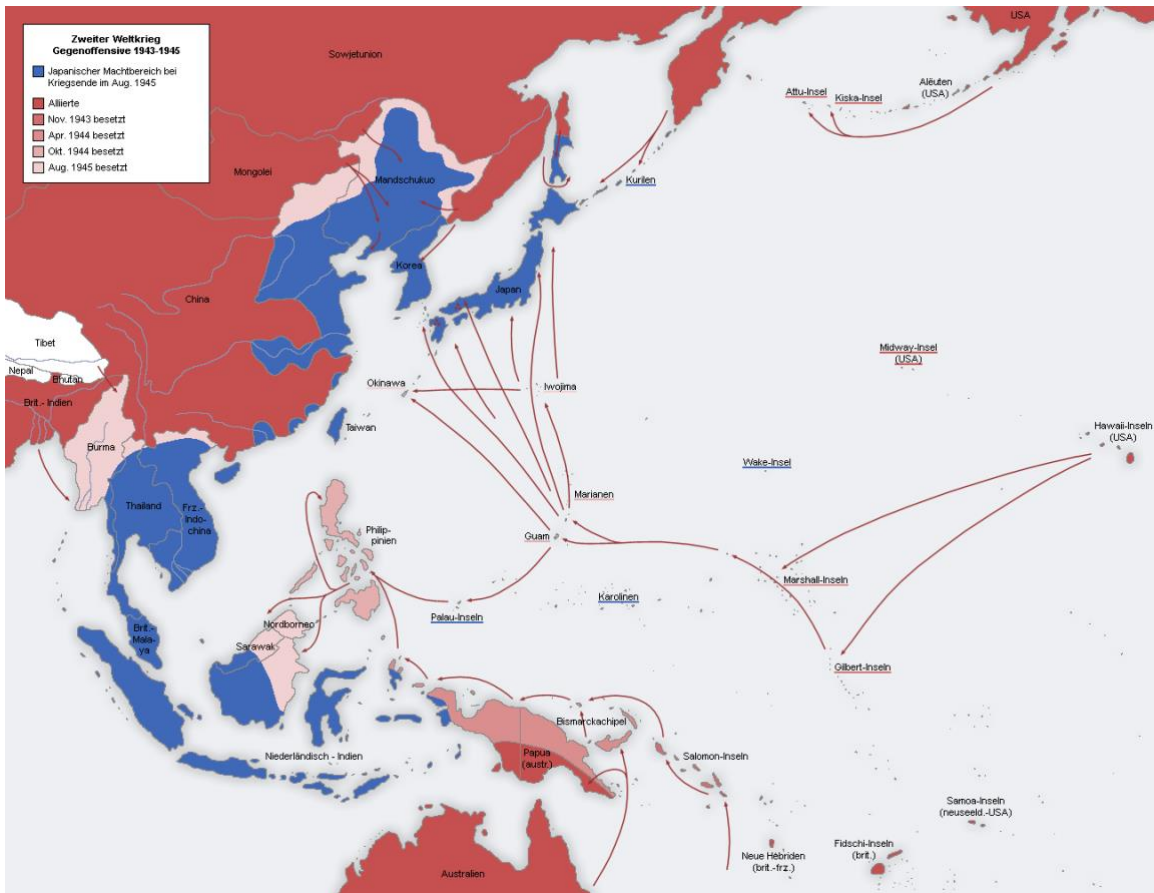 Zweiter Weltkrieg
Gegenoffensive 1943-1945
Japanischer Machtbereich bei
Kriegsende im Aug. 1945
Alliierte
Nov. 1943 besetzt
Apr. 1944 besetzt
Okt. 1944 besetzt
Aug. 1945 besetzt
USA
Sowjetunion
Attu-Insel
Kiska-Insel
Alëuten
(USA)
Mongolei
Mandschukuo
Kurilen
Korea
Japan
China
Tibet
Nepal
Bhutan
Brit.- Indien
Midway-Insel
(USA)
Okinawa
Iwojima
Taiwan
Hawaii-Inseln
(USA)
Burma
Wake-Insel
Thailand
Frz.-
Indo-
china
Marianen
Philip-
pinien
Guam
Marshall-Inseln
Karolinen
Palau-Inseln
Brit.-
Mala-
ya
Nordborneo
Sarawak
Gilbert-Inseln
Bismarckachipel
Niederländisch - Indien
Papua
(austr.)
Salomon-Inseln
Samoa-Inseln
(neuseeld.-USA)
Neue Hebriden
(brit.-frz.)
Fidschi-Inseln
(brit.)
Australien